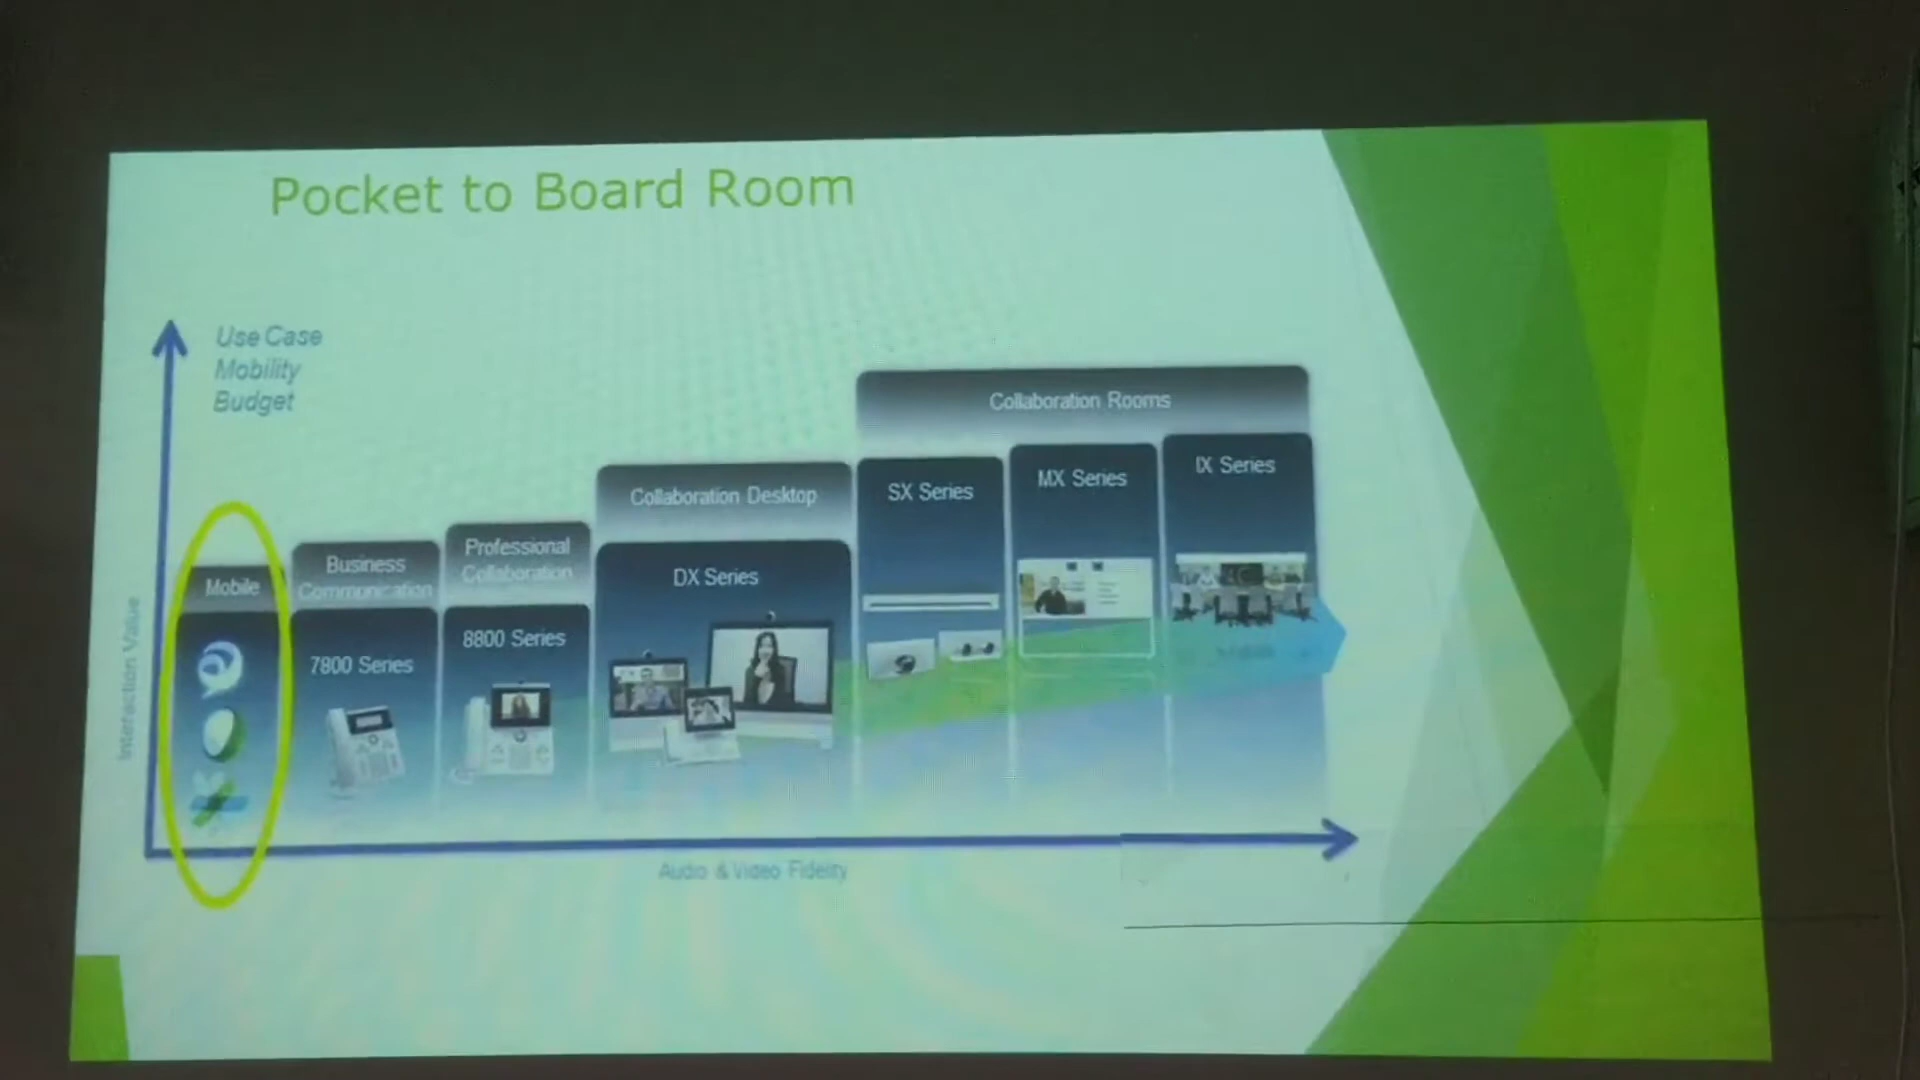 Pocket to Board Room
Use Case
Mobility
Budget
Interaction Value
Mobile
Business
Communication
7800 Series
Professional
Collaboration
8800 Series
Collaboration Desktop
DX Series
Collaboration Rooms
SX Series
MX Series
IX Series
Audio & Video Fidelity